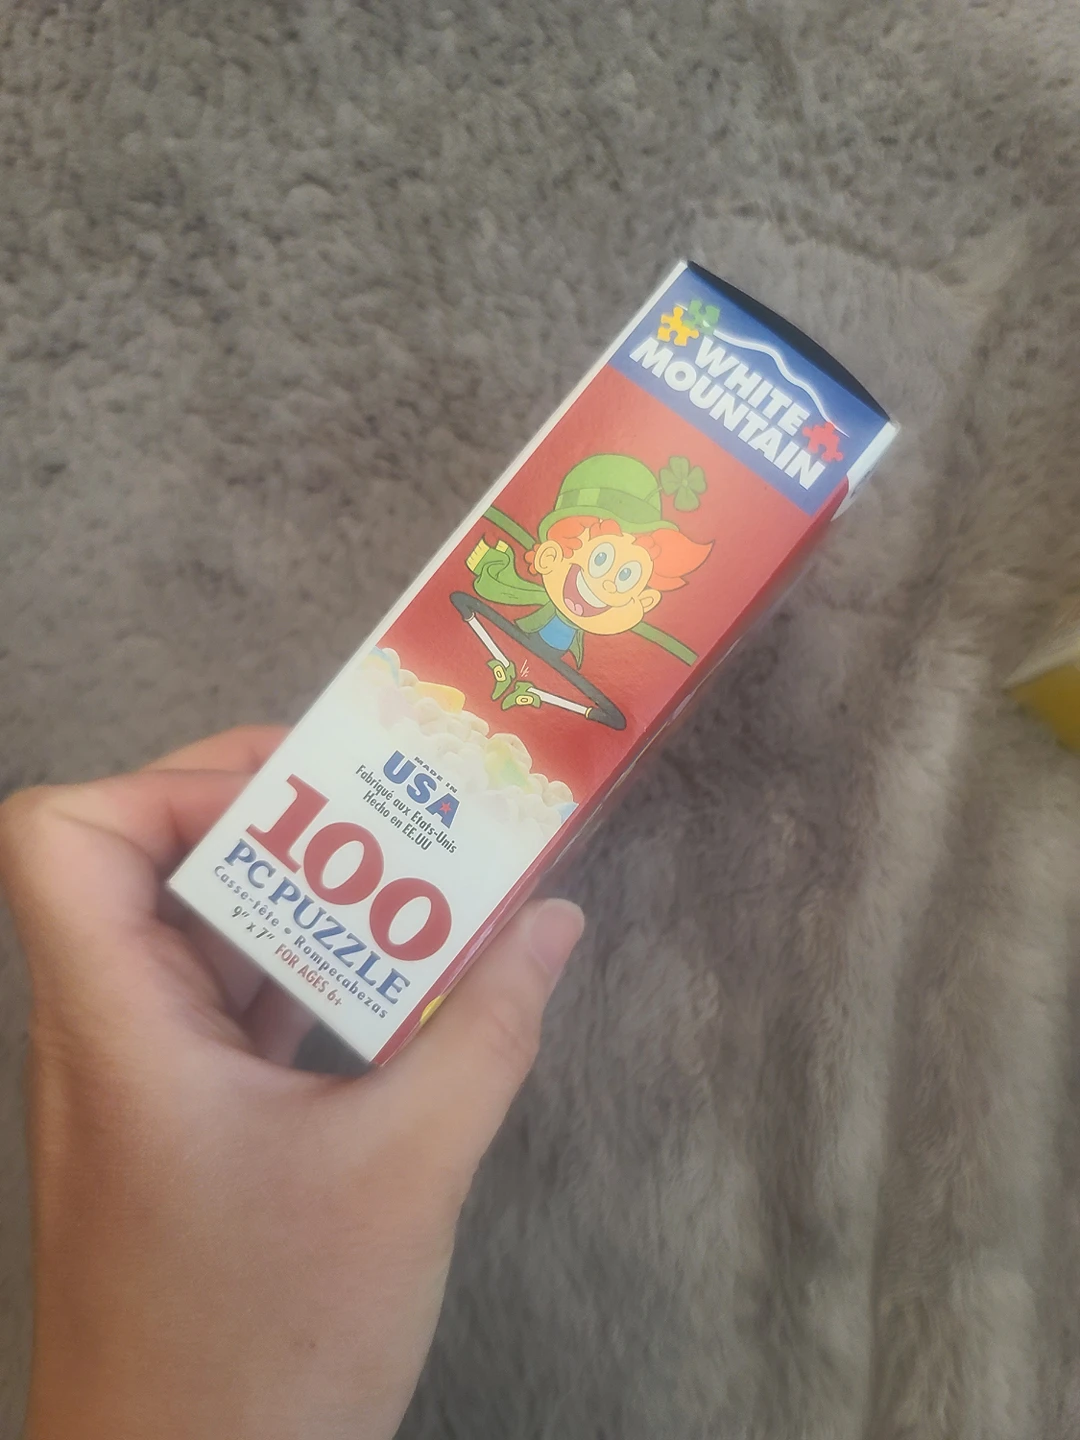 WHITE
MOUNTAIN
MADE IN
USA
Fabriqué aux Etats-Unis
Hecho en EE.UU
100
PC PUZZLE
Casse-tête • Rompecabezas
9" x 7" FOR AGES 6+